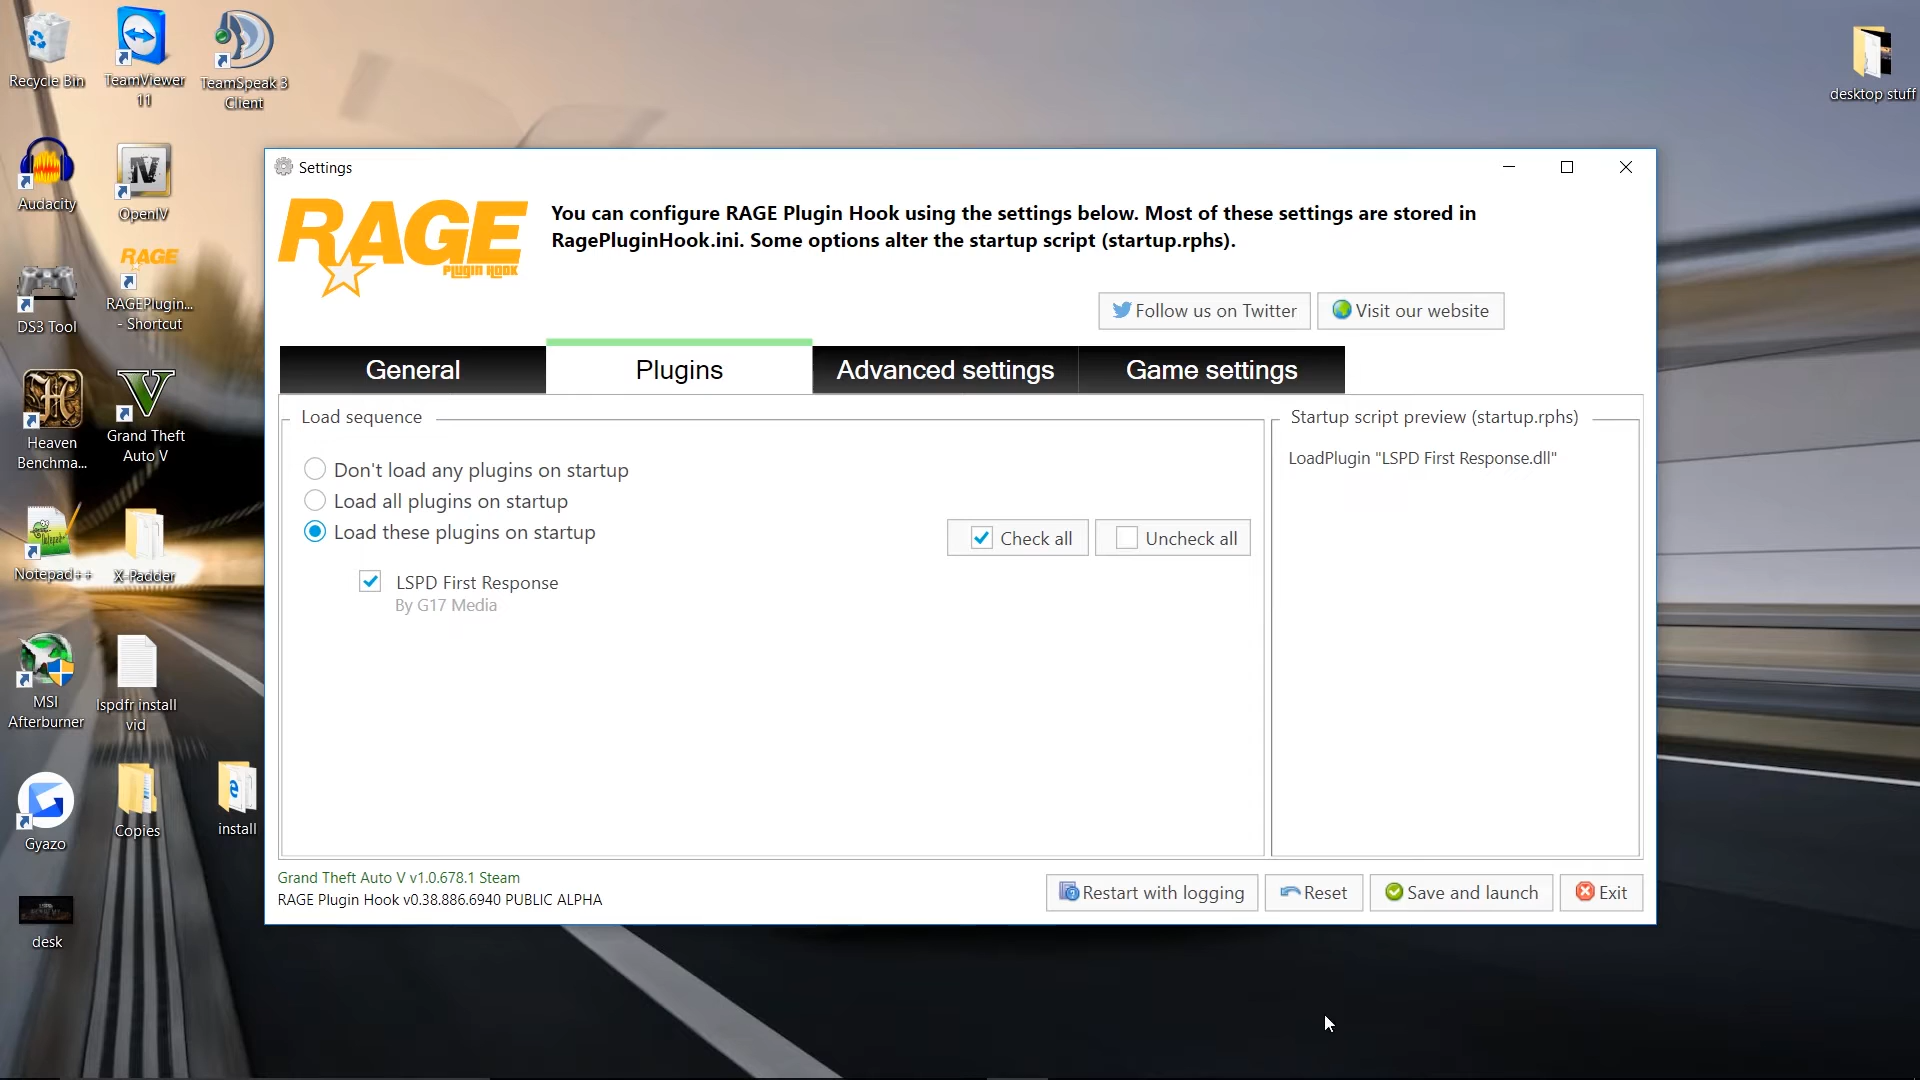 Recycle Bin
TeamViewer
11
TeamSpeak 3
Client
desktop stuff
Audacity
OpenIV
RAGE
RAGEPlugin...
- Shortcut
DS3 Tool
Heaven
Benchma...
Grand Theft
Auto V
Notepad++
X-Padder
MSI
Afterburner
lspdfr install
vid
Gyazo
Copies
install
desk
Settings
RAGE
PLUGIN HOOK
You can configure RAGE Plugin Hook using the settings below. Most of these settings are stored in
RagePluginHook.ini. Some options alter the startup script (startup.rphs).
Follow us on Twitter
Visit our website
General
Plugins
Advanced settings
Game settings
Load sequence
Don't load any plugins on startup
Load all plugins on startup
Load these plugins on startup
Check all
Uncheck all
LSPD First Response
By G17 Media
Startup script preview (startup.rphs)
LoadPlugin "LSPD First Response.dll"
Grand Theft Auto V v1.0.678.1 Steam
RAGE Plugin Hook v0.38.886.6940 PUBLIC ALPHA
Restart with logging
Reset
Save and launch
Exit